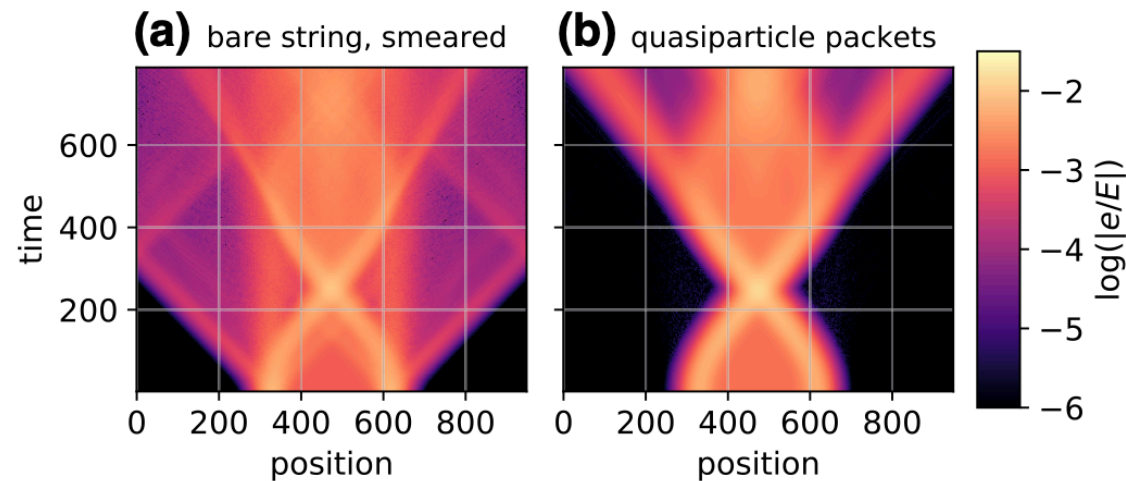 (a) bare string, smeared
(b) quasiparticle packets
time
600
400
200
0 200 400 600 800
position
0 200 400 600 800
position
−2
−3
−4
−5
−6
log(|e/E|)